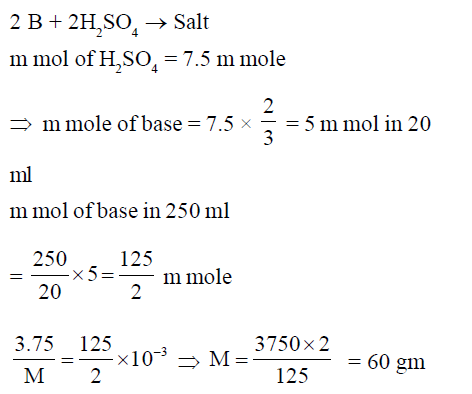 2 B + 2H₂SO₄ → Salt
m mol of H₂SO₄ = 7.5 m mole
⇒ m mole of base = 7.5 × 2/3 = 5 m mol in 20
ml
m mol of base in 250 ml
= 250/20 × 5 = 125/2 m mole
3.75/M = 125/2 × 10⁻³ ⇒ M = 3750 × 2/125 = 60 gm